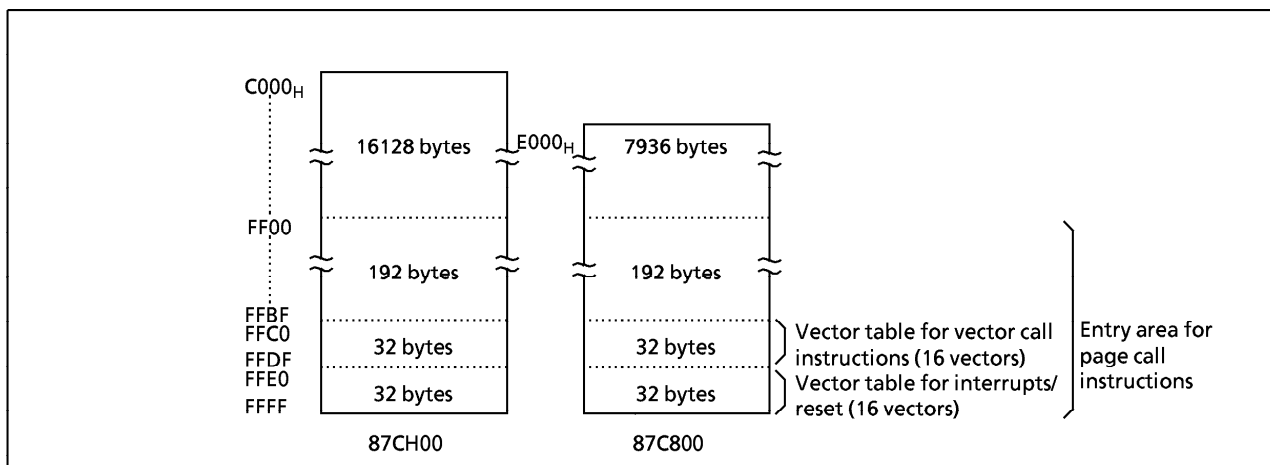 C000H
16128 bytes
E000H
7936 bytes
FF00
192 bytes
192 bytes
FFBF
FFC0
32 bytes
32 bytes
Vector table for vector call
instructions (16 vectors)
FFDF
FFE0
32 bytes
32 bytes
Vector table for interrupts/
reset (16 vectors)
FFFF
Entry area for
page call
instructions
87CH00
87C800